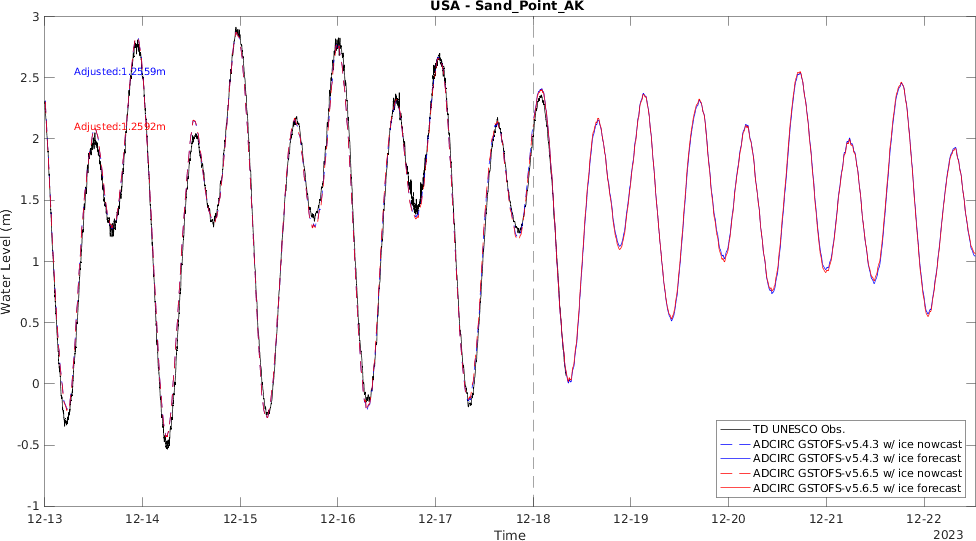 USA - Sand_Point_AK
3
2.5
2
1.5
1
0.5
0
-0.5
-1
Water Level (m)
Adjusted:1.2559m
Adjusted:1.2592m
TD UNESCO Obs.
ADCIRC GSTOFS-v5.4.3 w/ ice nowcast
ADCIRC GSTOFS-v5.4.3 w/ ice forecast
ADCIRC GSTOFS-v5.6.5 w/ ice nowcast
ADCIRC GSTOFS-v5.6.5 w/ ice forecast
12-13 12-14 12-15 12-16 12-17 12-18 12-19 12-20 12-21 12-22
Time
2023